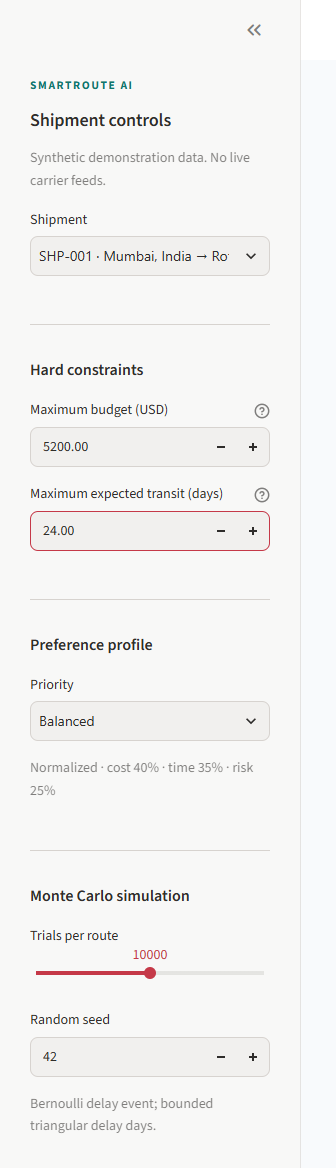 SMARTROUTE AI
Shipment controls
Synthetic demonstration data. No live
carrier feeds.
Shipment
SHP-001 · Mumbai, India → Ro
Hard constraints
Maximum budget (USD)
5200.00
Maximum expected transit (days)
24.00
Preference profile
Priority
Balanced
Normalized · cost 40% · time 35% · risk
25%
Monte Carlo simulation
Trials per route
10000
Random seed
42
Bernoulli delay event; bounded
triangular delay days.